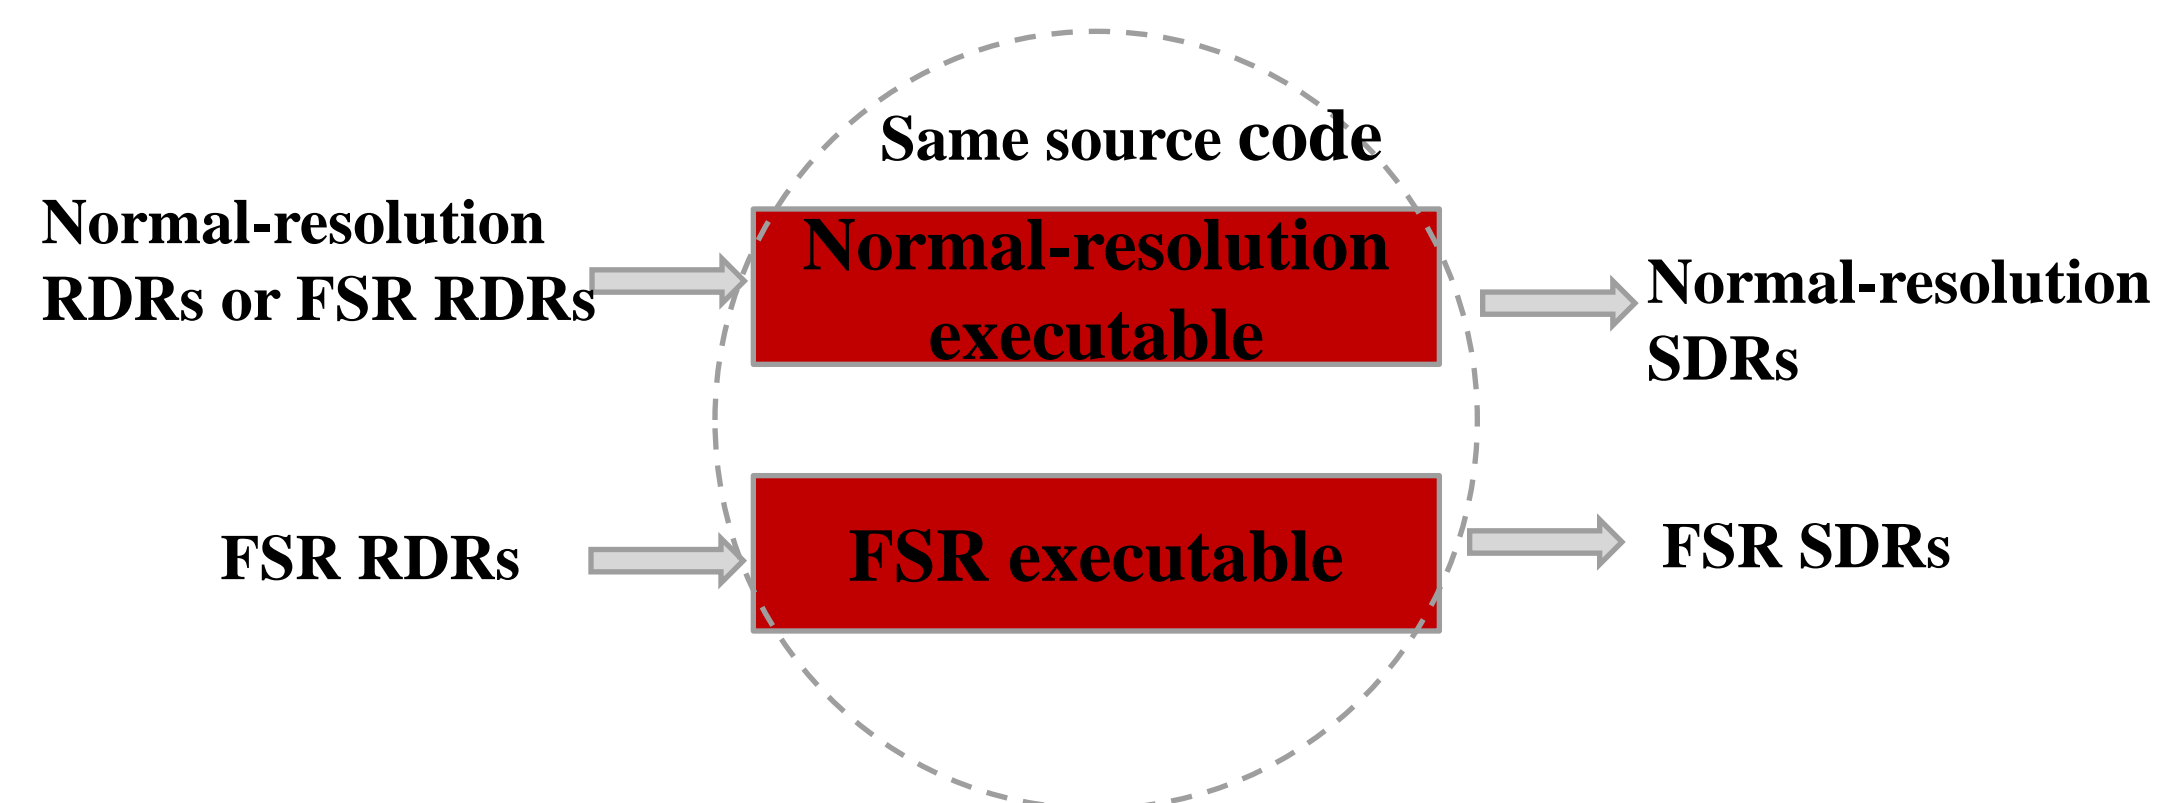 Same source code
Normal-resolution
RDRs or FSR RDRs
Normal-resolution
executable
Normal-resolution
SDRs
FSR RDRs
FSR executable
FSR SDRs